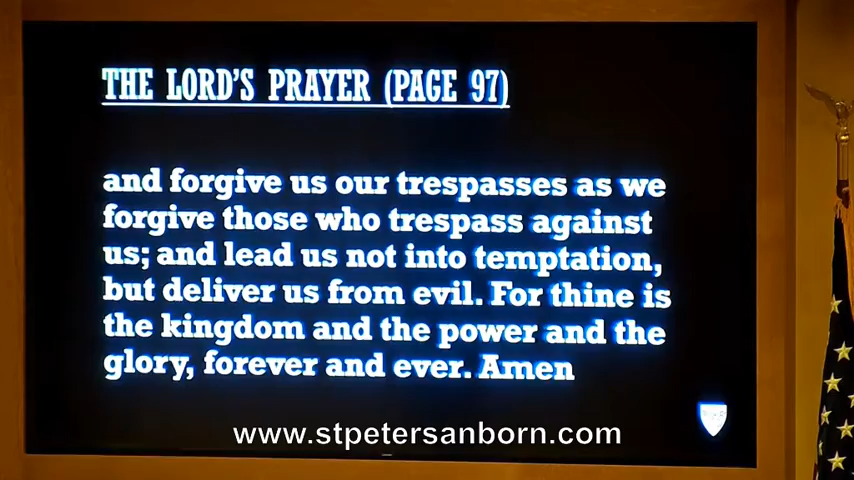 THE LORD'S PRAYER (PAGE 97)
and forgive us our trespasses as we
forgive those who trespass against
us; and lead us not into temptation,
but deliver us from evil. For thine is
the kingdom and the power and the
glory, forever and ever. Amen
www.stpetersanborn.com